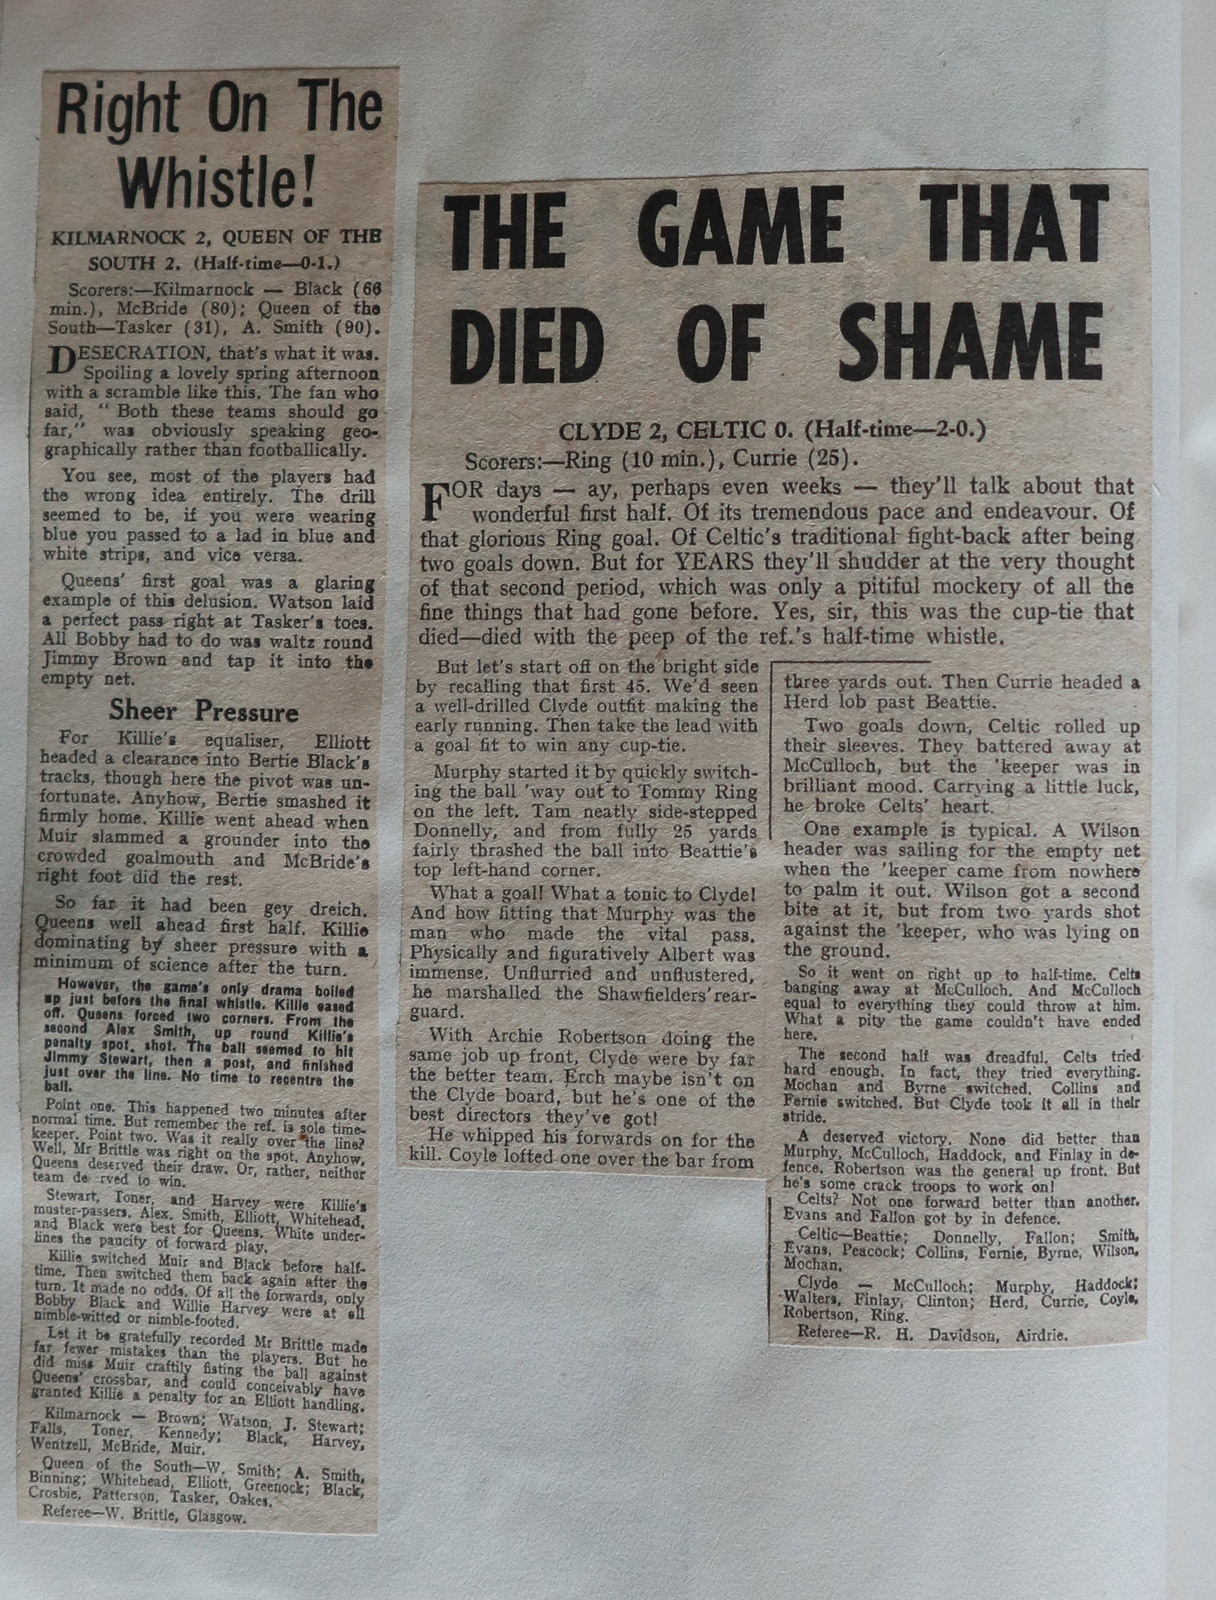 Right On The
Whistle!
KILMARNOCK 2, QUEEN OF THE
SOUTH 2. (Half-time—0-1.)
Scorers:—Kilmarnock — Black (66
min.), McBride (80); Queen of the
South—Tasker (31), A. Smith (90).
DESECRATION, that's what it was.
Spoiling a lovely spring afternoon
with a scramble like this. The fan who
said, "Both these teams should go
far," was obviously speaking geo-
graphically rather than footballically.
You see, most of the players had
the wrong idea entirely. The drill
seemed to be, if you were wearing
blue you passed to a lad in blue and
white strips, and vice versa.
Queens' first goal was a glaring
example of this delusion. Watson laid
a perfect pass right at Tasker's toes.
All Bobby had to do was waltz round
Jimmy Brown and tap it into the
empty net.
Sheer Pressure
For Killie's equaliser, Elliott
headed a clearance into Bertie Black's
tracks, though here the pivot was un-
fortunate. Anyhow, Bertie smashed it
firmly home. Killie went ahead when
Muir slammed a grounder into the
crowded goalmouth and McBride's
right foot did the rest.
So far it had been gey dreich.
Queens well ahead first half. Killie
dominating by sheer pressure with a
minimum of science after the turn.
However, the game's only drama boiled
up just before the final whistle. Killie eased
off. Queens forced two corners. From the
second Alex Smith, up round Killie's
penalty spot, shot. The ball seemed to hit
Jimmy Stewart, then a post, and finished
just over the line. No time to recentre the
ball.
Point one. This happened two minutes after
normal time. But remember the ref. is sole time-
keeper. Point two. Was it really over the line?
Well, Mr Brittle was right on the spot. Anyhow,
Queens deserved their draw. Or, rather, neither
team de rved to win.
Stewart, Toner, and Harvey were Killie's
muster-passers. Alex. Smith, Elliott, Whitehead,
and Black were best for Queens. White under-
lines the paucity of forward play.
Killie switched Muir and Black before half-
time. Then switched them back again after the
turn. It made no odds. Of all the forwards, only
Bobby Black and Willie Harvey were at all
nimble-witted or nimble-footed.
Let it be gratefully recorded Mr Brittle made
far fewer mistakes than the players. But he
did miss Muir craftily fisting the ball against
Queens' crossbar, and could conceivably have
granted Killie a penalty for an Elliott handling.
Kilmarnock — Brown; Watson, J. Stewart;
Falls, Toner, Kennedy; Black, Harvey,
Wentzell, McBride, Muir.
Queen of the South—W. Smith; A. Smith,
Binning; Whitehead, Elliott, Greenock; Black,
Crosbie, Patterson, Tasker, Oakes.
Referee—W. Brittle, Glasgow.
THE GAME THAT
DIED OF SHAME
CLYDE 2, CELTIC 0. (Half-time—2-0.)
Scorers:—Ring (10 min.), Currie (25).
FOR days — ay, perhaps even weeks — they'll talk about that
wonderful first half. Of its tremendous pace and endeavour. Of
that glorious Ring goal. Of Celtic's traditional fight-back after being
two goals down. But for YEARS they'll shudder at the very thought
of that second period, which was only a pitiful mockery of all the
fine things that had gone before. Yes, sir, this was the cup-tie that
died—died with the peep of the ref.'s half-time whistle.
But let's start off on the bright side
by recalling that first 45. We'd seen
a well-drilled Clyde outfit making the
early running. Then take the lead with
a goal fit to win any cup-tie.
Murphy started it by quickly switch-
ing the ball 'way out to Tommy Ring
on the left. Tam neatly side-stepped
Donnelly, and from fully 25 yards
fairly thrashed the ball into Beattie's
top left-hand corner.
What a goal! What a tonic to Clyde!
And how fitting that Murphy was the
man who made the vital pass.
Physically and figuratively Albert was
immense. Unflurried and unflustered,
he marshalled the Shawfielders' rear-
guard.
With Archie Robertson doing the
same job up front, Clyde were by far
the better team. Erch maybe isn't on
the Clyde board, but he's one of the
best directors they've got!
He whipped his forwards on for the
kill. Coyle lofted one over the bar from
three yards out. Then Currie headed a
Herd lob past Beattie.
Two goals down, Celtic rolled up
their sleeves. They battered away at
McCulloch, but the 'keeper was in
brilliant mood. Carrying a little luck,
he broke Celts' heart.
One example is typical. A Wilson
header was sailing for the empty net
when the 'keeper came from nowhere
to palm it out. Wilson got a second
bite at it, but from two yards shot
against the 'keeper, who was lying on
the ground.
So it went on right up to half-time. Celts
banging away at McCulloch. And McCulloch
equal to everything they could throw at him.
What a pity the game couldn't have ended
here.
The second half was dreadful. Celts tried
hard enough. In fact, they tried everything.
Mochan and Byrne switched. Collins and
Fernie switched. But Clyde took it all in their
stride.
A deserved victory. None did better than
Murphy, McCulloch, Haddock, and Finlay in de-
fence. Robertson was the general up front. But
he's some crack troops to work on!
Celts? Not one forward better than another.
Evans and Fallon got by in defence.
Celtic—Beattie; Donnelly, Fallon; Smith,
Evans, Peacock; Collins, Fernie, Byrne, Wilson,
Mochan.
Clyde — McCulloch; Murphy, Haddock;
Walters, Finlay, Clinton; Herd, Currie, Coyle,
Robertson, Ring.
Referee—R. H. Davidson, Airdrie.